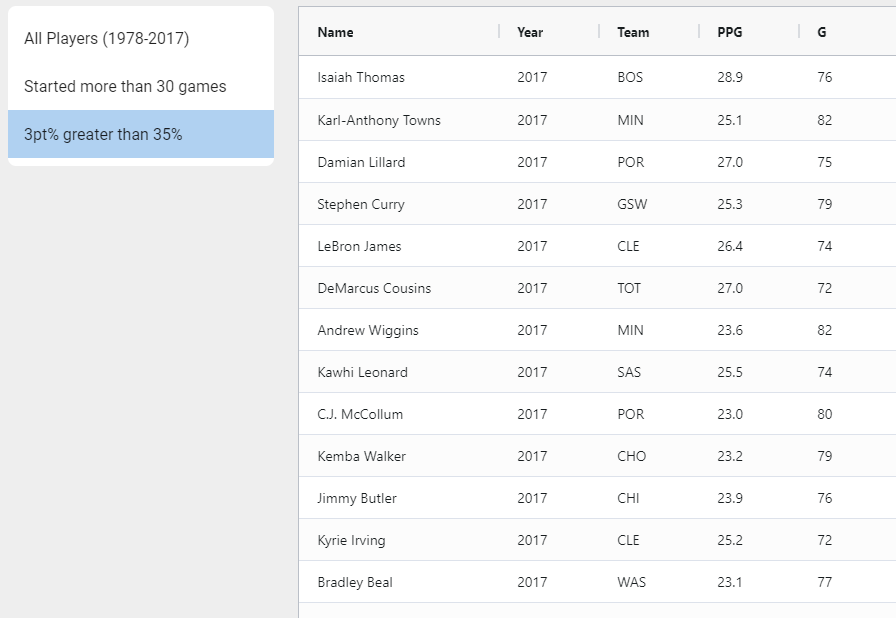 All Players (1978-2017)
Started more than 30 games
3pt% greater than 35%
Name Year Team PPG G
Isaiah Thomas 2017 BOS 28.9 76
Karl-Anthony Towns 2017 MIN 25.1 82
Damian Lillard 2017 POR 27.0 75
Stephen Curry 2017 GSW 25.3 79
LeBron James 2017 CLE 26.4 74
DeMarcus Cousins 2017 TOT 27.0 72
Andrew Wiggins 2017 MIN 23.6 82
Kawhi Leonard 2017 SAS 25.5 74
C.J. McCollum 2017 POR 23.0 80
Kemba Walker 2017 CHO 23.2 79
Jimmy Butler 2017 CHI 23.9 76
Kyrie Irving 2017 CLE 25.2 72
Bradley Beal 2017 WAS 23.1 77